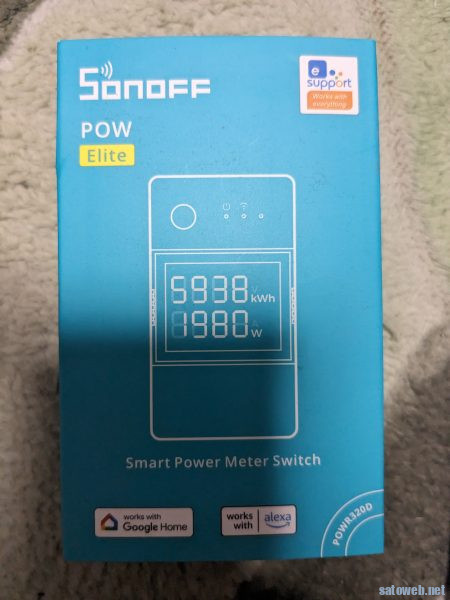 SONOFF
e
support
Works with
everything
POW
Elite
5938 kWh
1980 W
Smart Power Meter Switch
works with
Google Home
works
with
alexa
POWR320D
satoweb.net